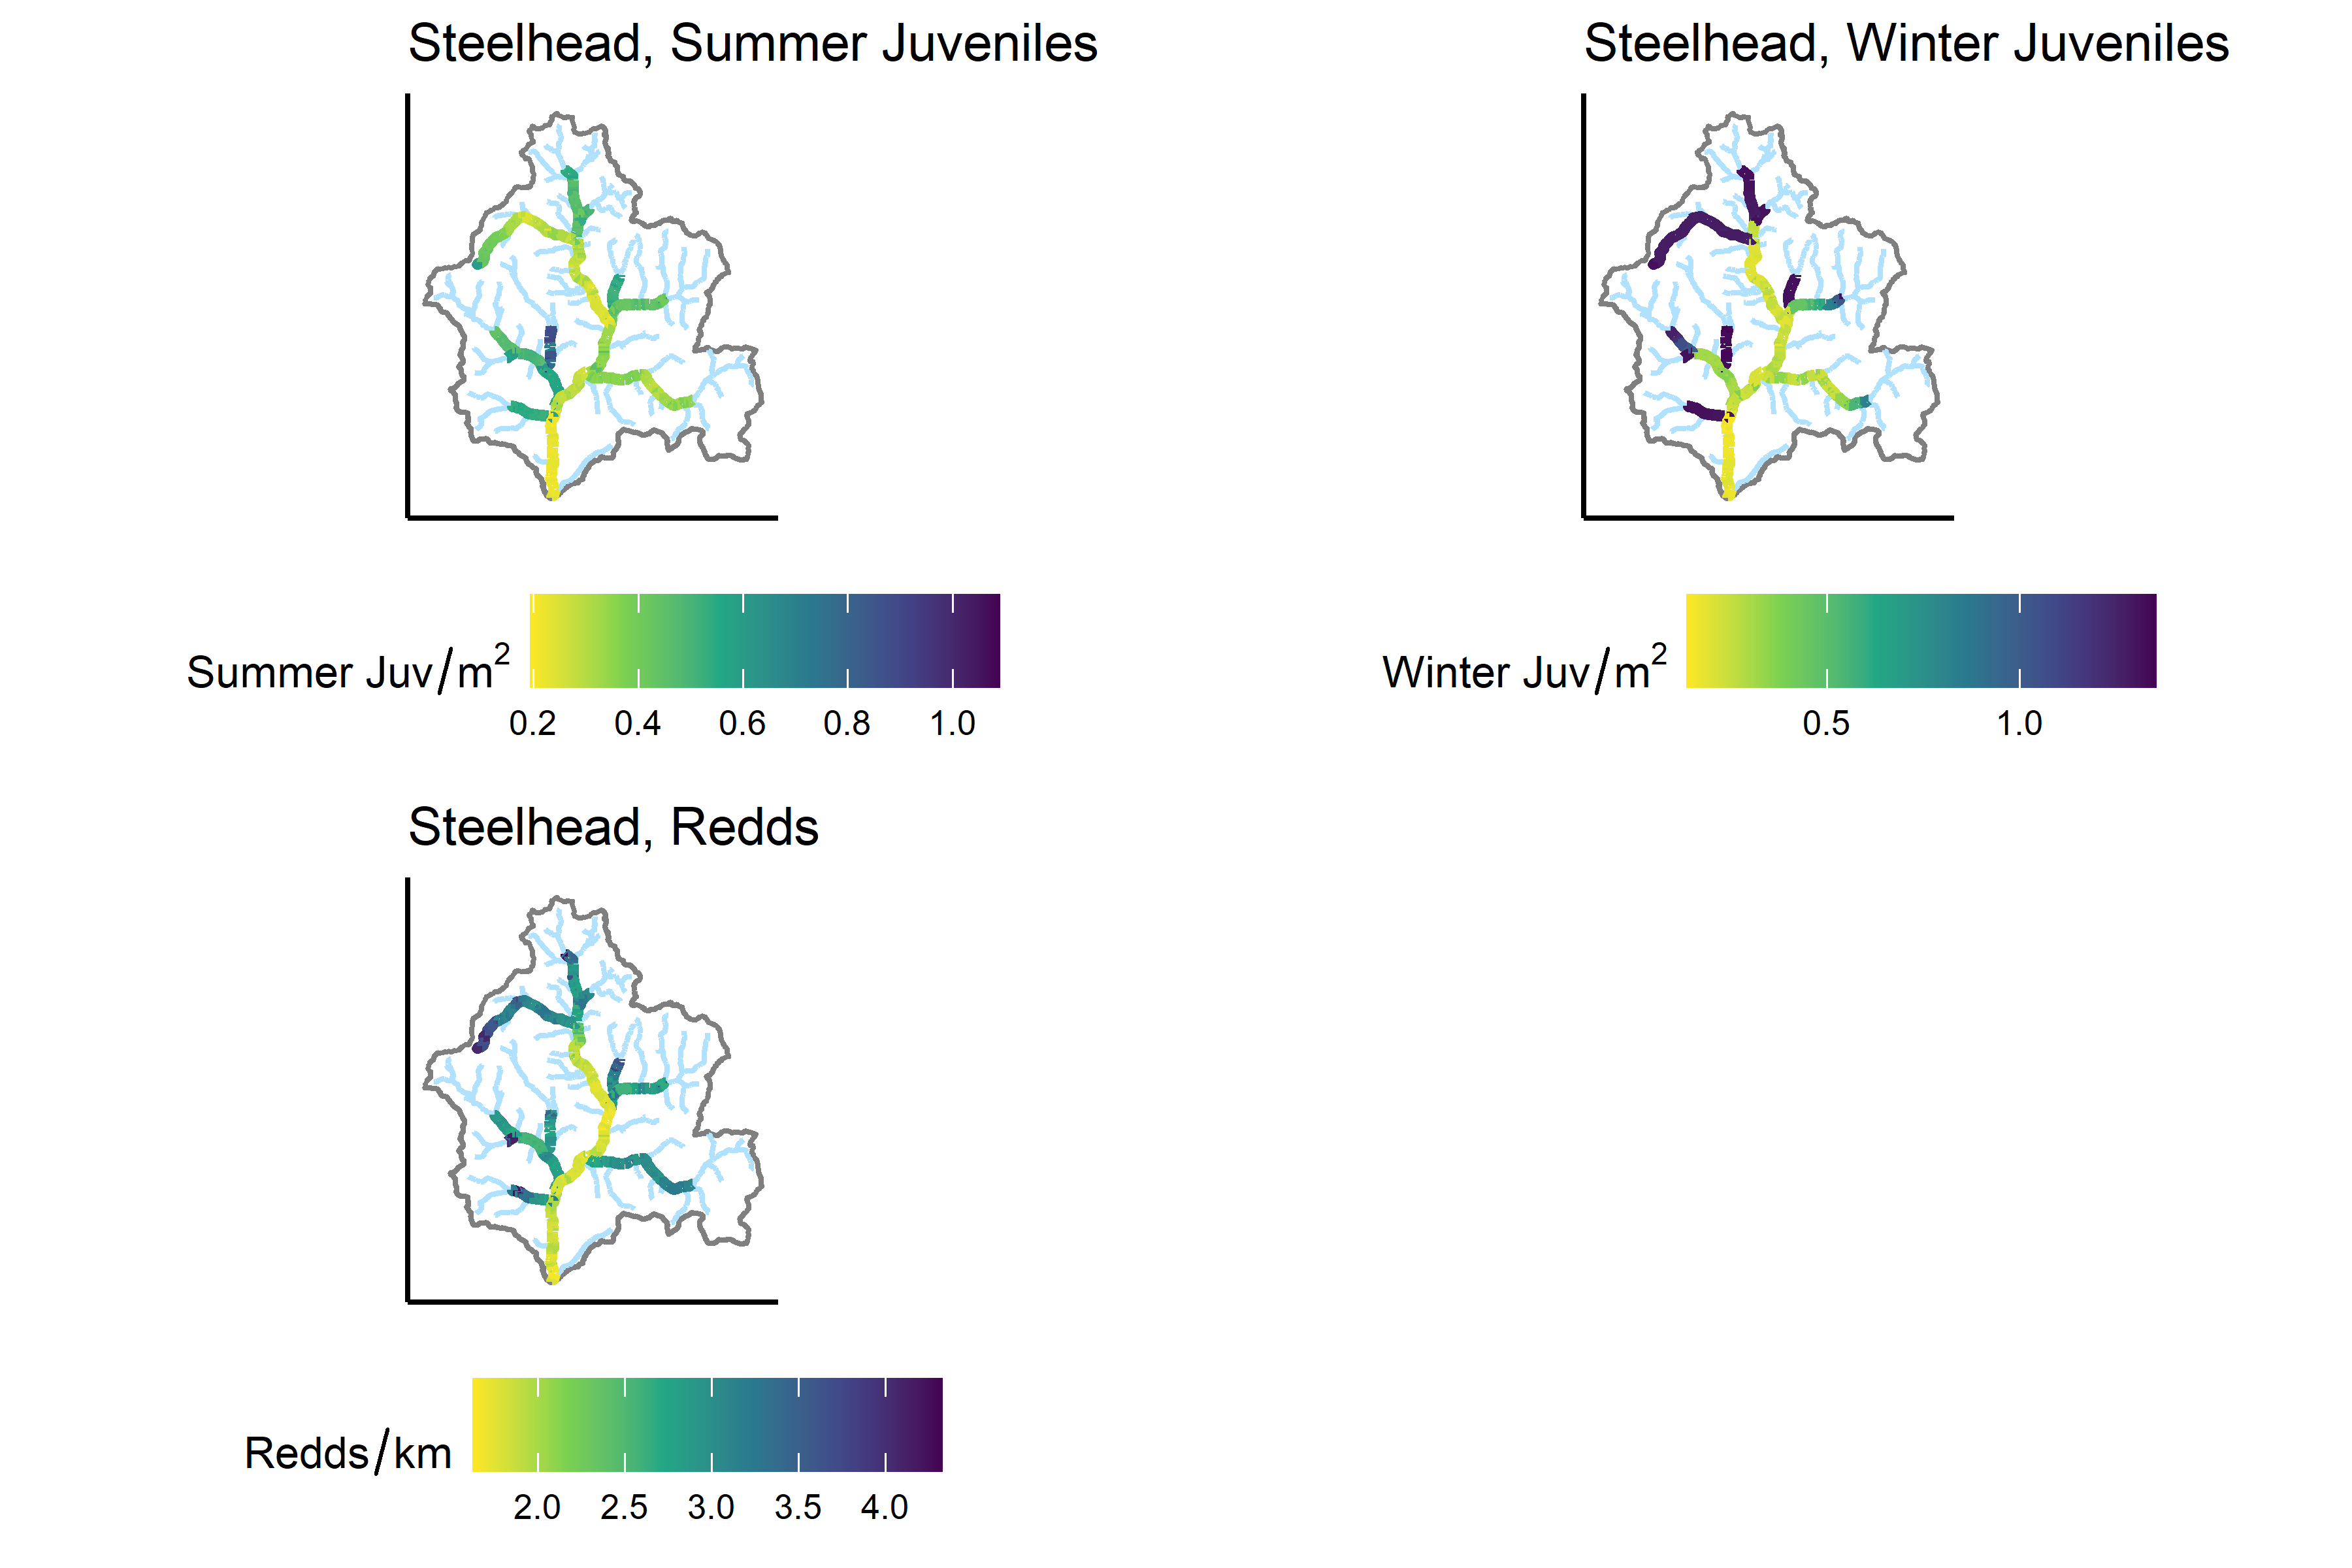 Steelhead, Summer Juveniles
Summer Juv/m²
0.2 0.4 0.6 0.8 1.0
Steelhead, Winter Juveniles
Winter Juv/m²
0.5 1.0
Steelhead, Redds
Redds/km
2.0 2.5 3.0 3.5 4.0